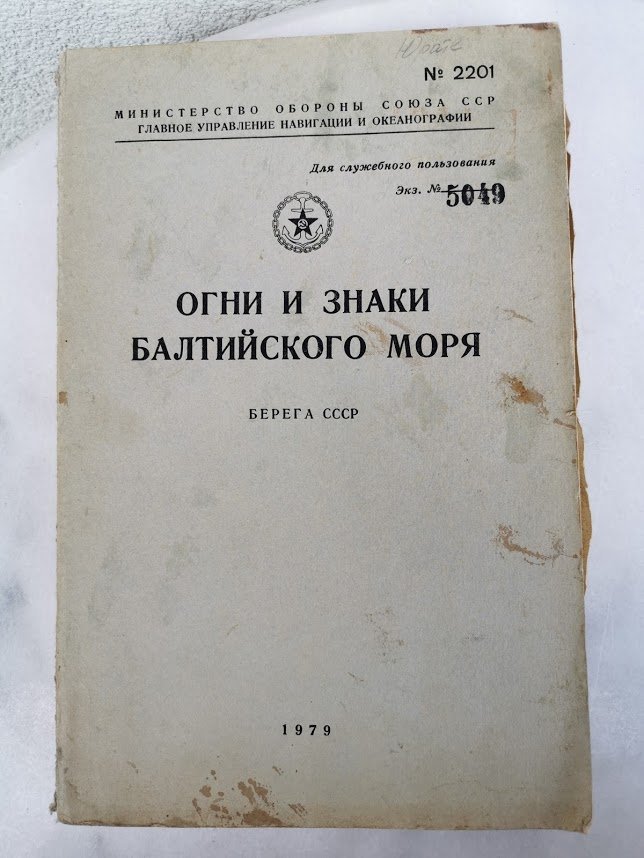 № 2201
МИНИСТЕРСТВО ОБОРОНЫ СОЮЗА ССР
ГЛАВНОЕ УПРАВЛЕНИЕ НАВИГАЦИИ И ОКЕАНОГРАФИИ
Для служебного пользования
Экз. № 5049
ОГНИ И ЗНАКИ
БАЛТИЙСКОГО МОРЯ
БЕРЕГА СССР
1979